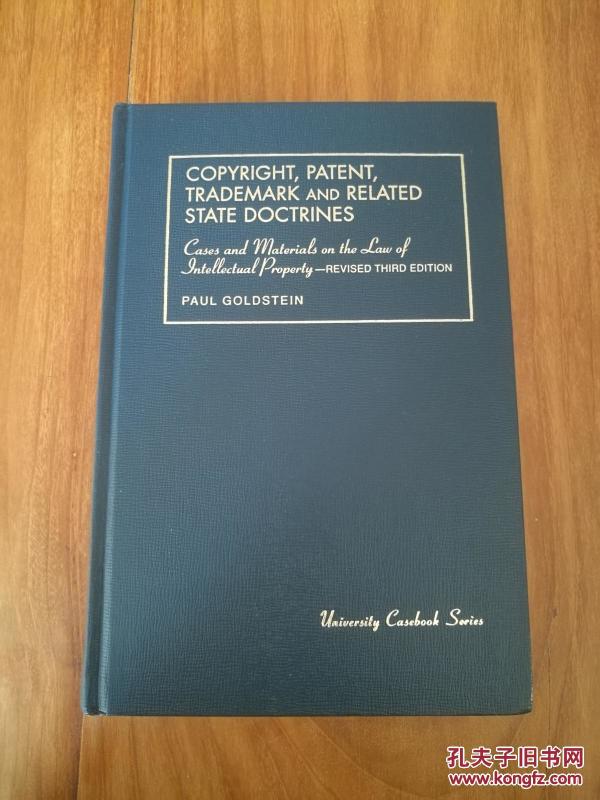 COPYRIGHT, PATENT,
TRADEMARK AND RELATED
STATE DOCTRINES
Cases and Materials on the Law of
Intellectual Property—REVISED THIRD EDITION
PAUL GOLDSTEIN
University Casebook Series
孔夫子旧书网
www.kongfz.com